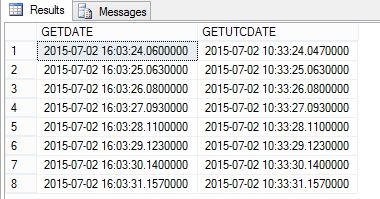 Results Messages
GETDATE GETUTCDATE
1 2015-07-02 16:03:24.0600000 2015-07-02 10:33:24.0470000
2 2015-07-02 16:03:25.0630000 2015-07-02 10:33:25.0630000
3 2015-07-02 16:03:26.0800000 2015-07-02 10:33:26.0800000
4 2015-07-02 16:03:27.0930000 2015-07-02 10:33:27.0930000
5 2015-07-02 16:03:28.1100000 2015-07-02 10:33:28.1100000
6 2015-07-02 16:03:29.1230000 2015-07-02 10:33:29.1230000
7 2015-07-02 16:03:30.1400000 2015-07-02 10:33:30.1400000
8 2015-07-02 16:03:31.1570000 2015-07-02 10:33:31.1570000